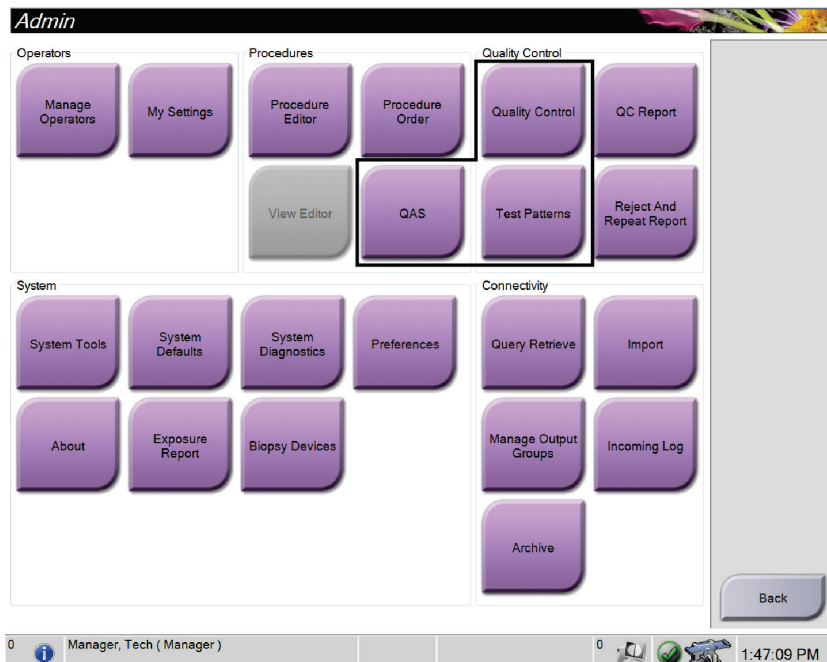 Admin
Operators
Manage
Operators
My Settings
Procedures
Procedure
Editor
Procedure
Order
View Editor
QAS
Quality Control
Quality Control
QC Report
Test Patterns
Reject And
Repeat Report
System
System Tools
System
Defaults
System
Diagnostics
Preferences
About
Exposure
Report
Biopsy Devices
Connectivity
Query Retrieve
Import
Manage Output
Groups
Incoming Log
Archive
Back
0
Manager, Tech ( Manager )
0
1:47:09 PM